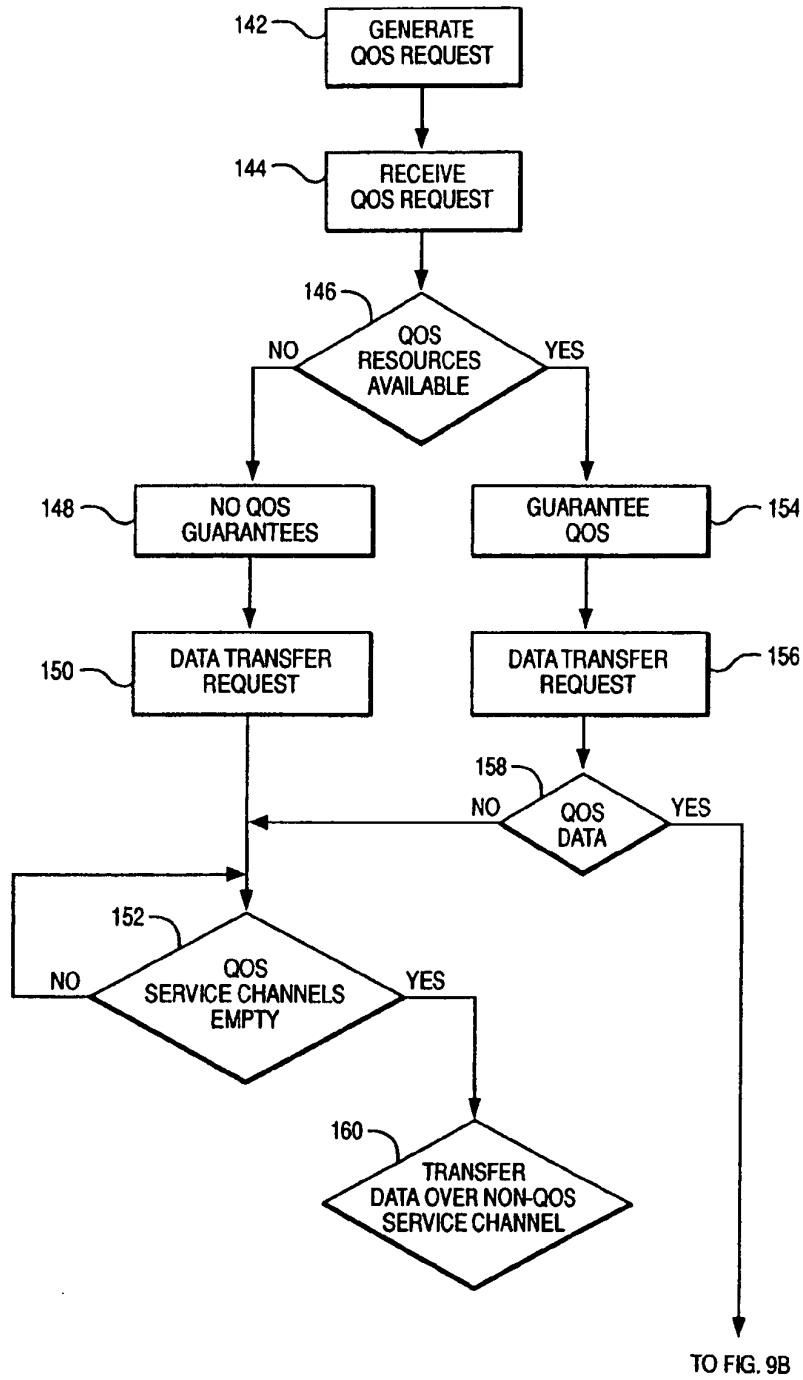 142
GENERATE
QOS REQUEST
144
RECEIVE
QOS REQUEST
146
QOS
RESOURCES
AVAILABLE
NO
YES
148
NO QOS
GUARANTEES
GUARANTEE
QOS
154
150
DATA TRANSFER
REQUEST
DATA TRANSFER
REQUEST
156
158
NO
QOS
DATA
YES
152
NO
QOS
SERVICE CHANNELS
EMPTY
YES
160
TRANSFER
DATA OVER NON-QOS
SERVICE CHANNEL
TO FIG. 9B